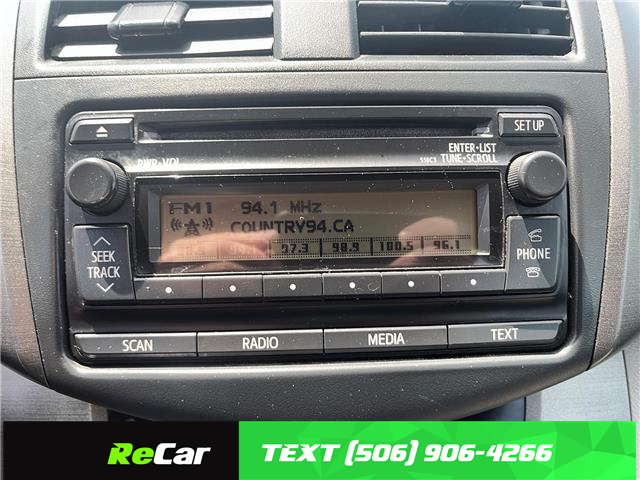 SET UP
PWR•VOL
ENTER•LIST
518C3 TUNE•SCROLL
FM1 94.1 MHz
COUNTRY94.CA
97.3 98.9 100.5 96.1
SEEK
TRACK
PHONE
SCAN RADIO MEDIA TEXT
ReCar TEXT (506) 906-4266